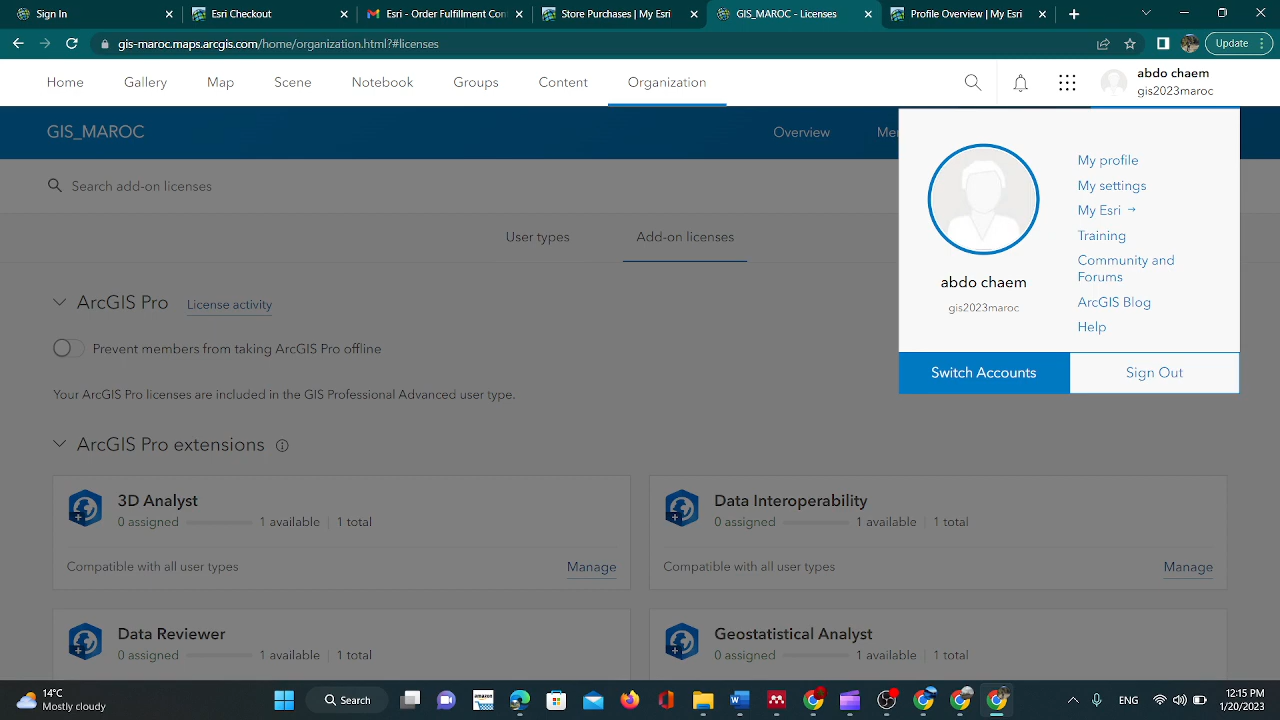 Sign In
Esri Checkout
Esri - Order Fulfillment Con
Store Purchases | My Esri
GIS_MAROC - Licenses
Profile Overview | My Esri
gis-maroc.maps.arcgis.com/home/organization.html?#licenses
Update
Home Gallery Map Scene Notebook Groups Content Organization
abdo chaem
gis2023maroc
GIS_MAROC
Overview
Mem
Search add-on licenses
My profile
My settings
My Esri →
Training
Community and
Forums
ArcGIS Blog
Help
abdo chaem
gis2023maroc
Switch Accounts
Sign Out
User types
Add-on licenses
ArcGIS Pro License activity
Prevent members from taking ArcGIS Pro offline
Your ArcGIS Pro licenses are included in the GIS Professional Advanced user type.
ArcGIS Pro extensions
3D Analyst
0 assigned 1 available | 1 total
Compatible with all user types
Manage
Data Interoperability
0 assigned 1 available | 1 total
Compatible with all user types
Manage
Data Reviewer
0 assigned 1 available | 1 total
Geostatistical Analyst
0 assigned 1 available | 1 total
14°C
Mostly cloudy
Search
amazon
ENG
2:15 PM
1/20/2023